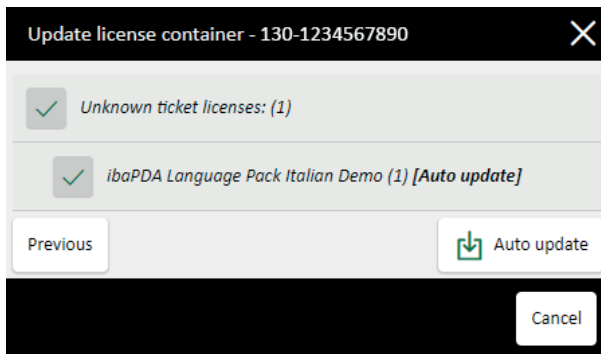 Update license container - 130-1234567890
Unknown ticket licenses: (1)
ibaPDA Language Pack Italian Demo (1) [Auto update]
Previous
Auto update
Cancel